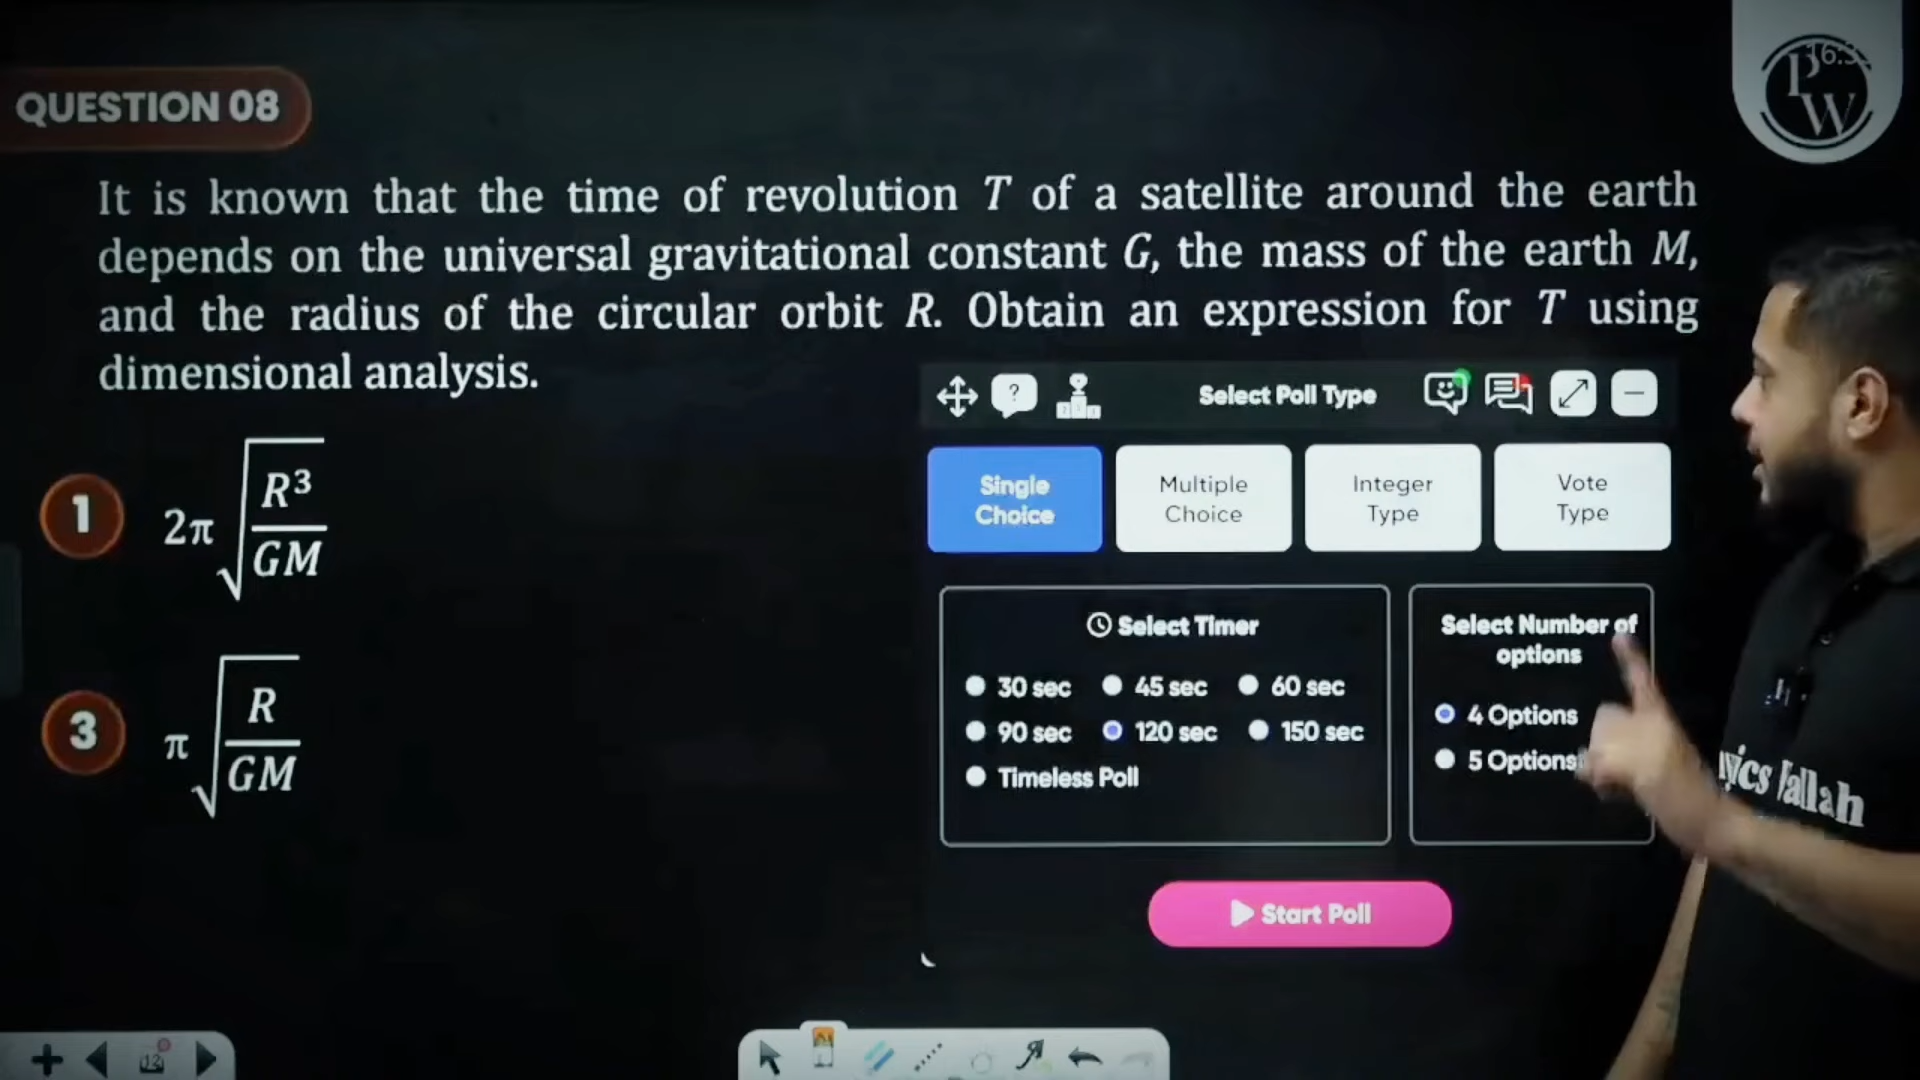 QUESTION 08
PW
It is known that the time of revolution T of a satellite around the earth
depends on the universal gravitational constant G, the mass of the earth M,
and the radius of the circular orbit R. Obtain an expression for T using
dimensional analysis.
Select Poll Type
1 2π √(R³/GM)
Single Choice
Multiple Choice
Integer Type
Vote Type
3 π √(R/GM)
Select Timer
30 sec 45 sec 60 sec
90 sec 120 sec 150 sec
Timeless Poll
Select Number of
options
4 Options
5 Options
Start Poll
12